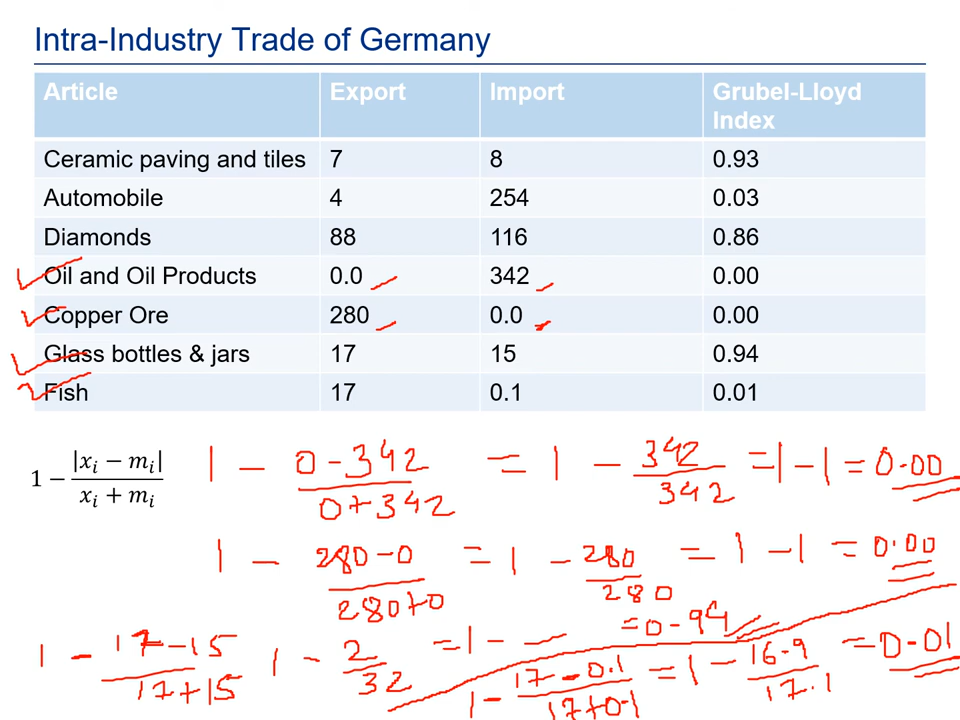 Intra-Industry Trade of Germany
Article Export Import Grubel-Lloyd Index
Ceramic paving and tiles 7 8 0.93
Automobile 4 254 0.03
Diamonds 88 116 0.86
Oil and Oil Products 0.0 342 0.00
Copper Ore 280 0.0 0.00
Glass bottles & jars 17 15 0.94
Fish 17 0.1 0.01
1 − |xᵢ − mᵢ| / xᵢ + mᵢ
1 - 0-342 / 0+342 = 1 - 342 / 342 = 1 - 1 = 0.00
1 - 280-0 / 280+0 = 1 - 280 / 280 = 1 - 1 = 0.00
1 - 17-15 / 17+15 1 - 2 / 32 = 1 - — = 0-94
1 - 17-0.1 / 17+0.1 = 1 - 16.9 / 17.1 = 0.01